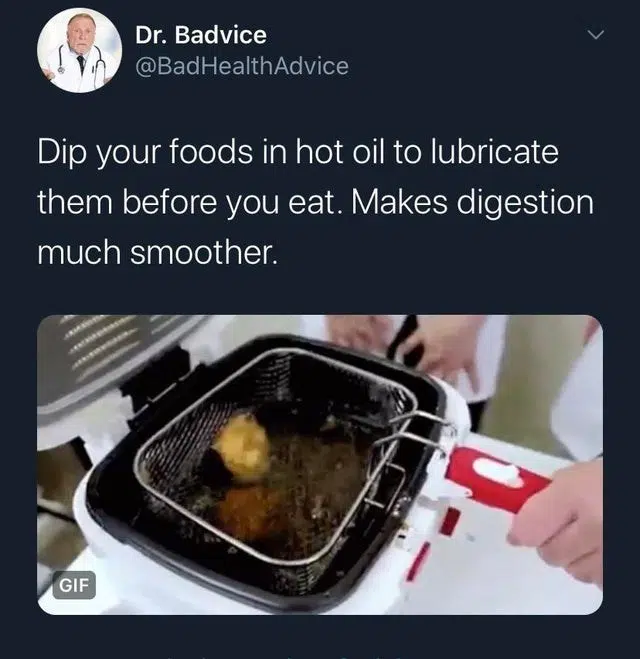 Dr. Badvice
@BadHealthAdvice
Dip your foods in hot oil to lubricate
them before you eat. Makes digestion
much smoother.
GIF